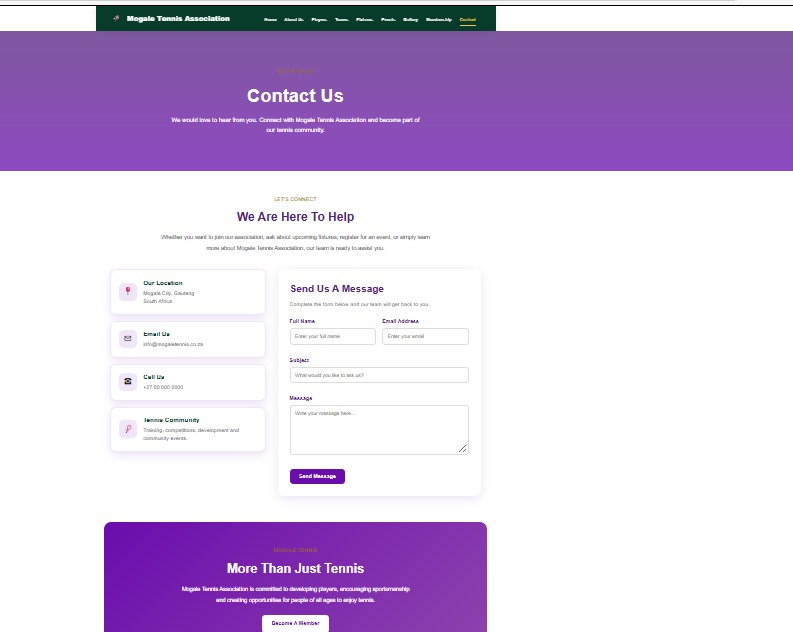 Mogale Tennis Association
Home About Us Players Teams Fixtures Events Gallery Membership Contact
Contact Us
We would love to hear from you. Connect with Mogale Tennis Association and become part of
our tennis community.
LET'S CONNECT
We Are Here To Help
Whether you want to join our association, ask about upcoming fixtures, register for an event, or simply learn
more about Mogale Tennis Association, our team is ready to assist you.
Our Location
Mogale City, Gauteng
South Africa
Email Us
info@mogaletennis.co.za
Call Us
+27 00 000 0000
Tennis Community
Training, competitions, development and
community events.
Send Us A Message
Complete the form below and our team will get back to you.
Full Name Email Address
Enter your full name Enter your email
Subject
What would you like to ask us?
Message
Write your message here...
Send Message
MOGALE TENNIS
More Than Just Tennis
Mogale Tennis Association is committed to developing players, encouraging sportsmanship
and creating opportunities for people of all ages to enjoy tennis.
Become A Member